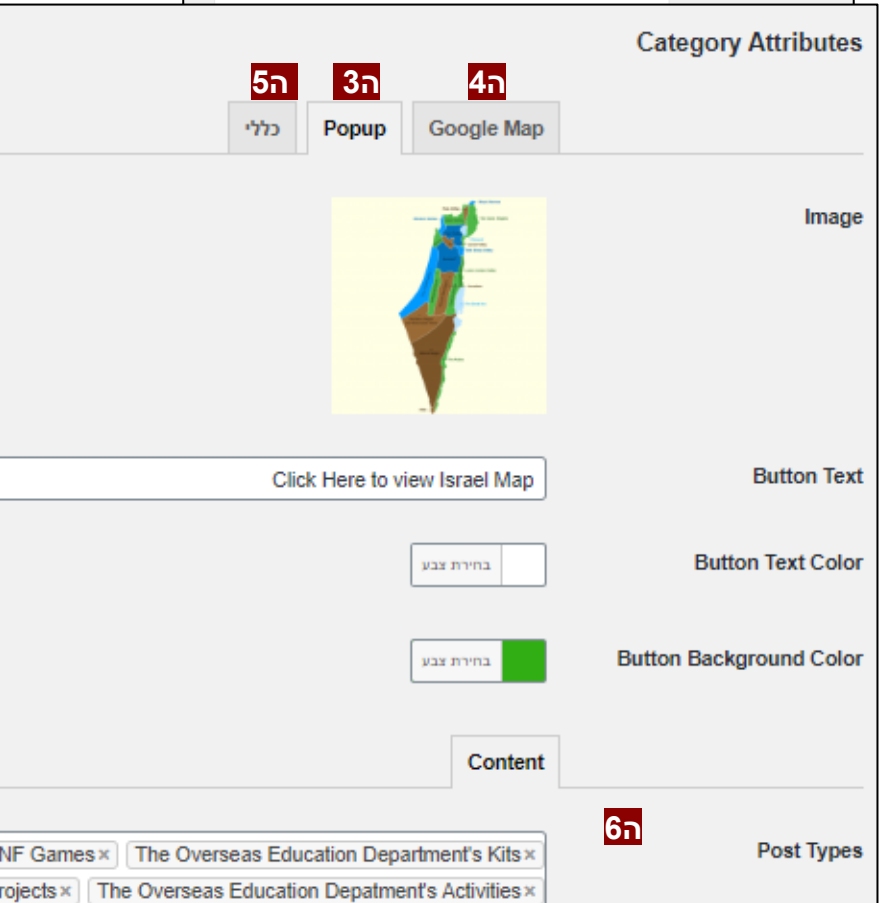 Category Attributes
ה4 ה3 ה5
Google Map Popup כללי
Image
Button Text Click Here to view Israel Map
Button Text Color בחירת צבע
Button Background Color בחירת צבע
Content
ה6
Post Types The Overseas Education Department's Kits× NF Games×
The Overseas Education Depatment's Activities× rojects×